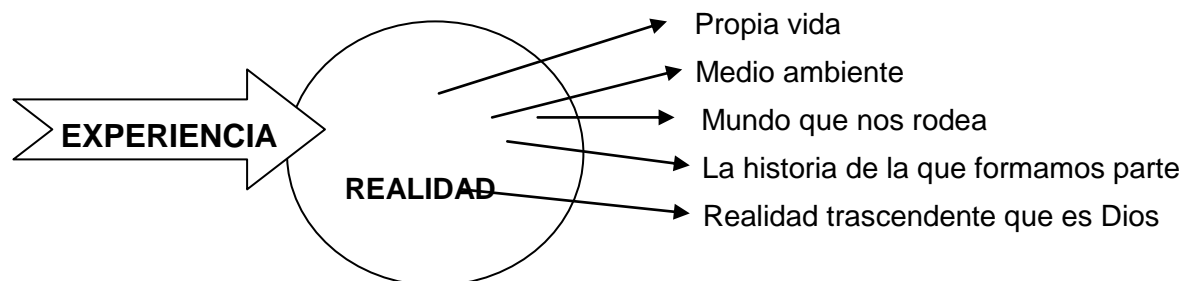 Propia vida
Medio ambiente
EXPERIENCIA
Mundo que nos rodea
La historia de la que formamos parte
REALIDAD
Realidad trascendente que es Dios